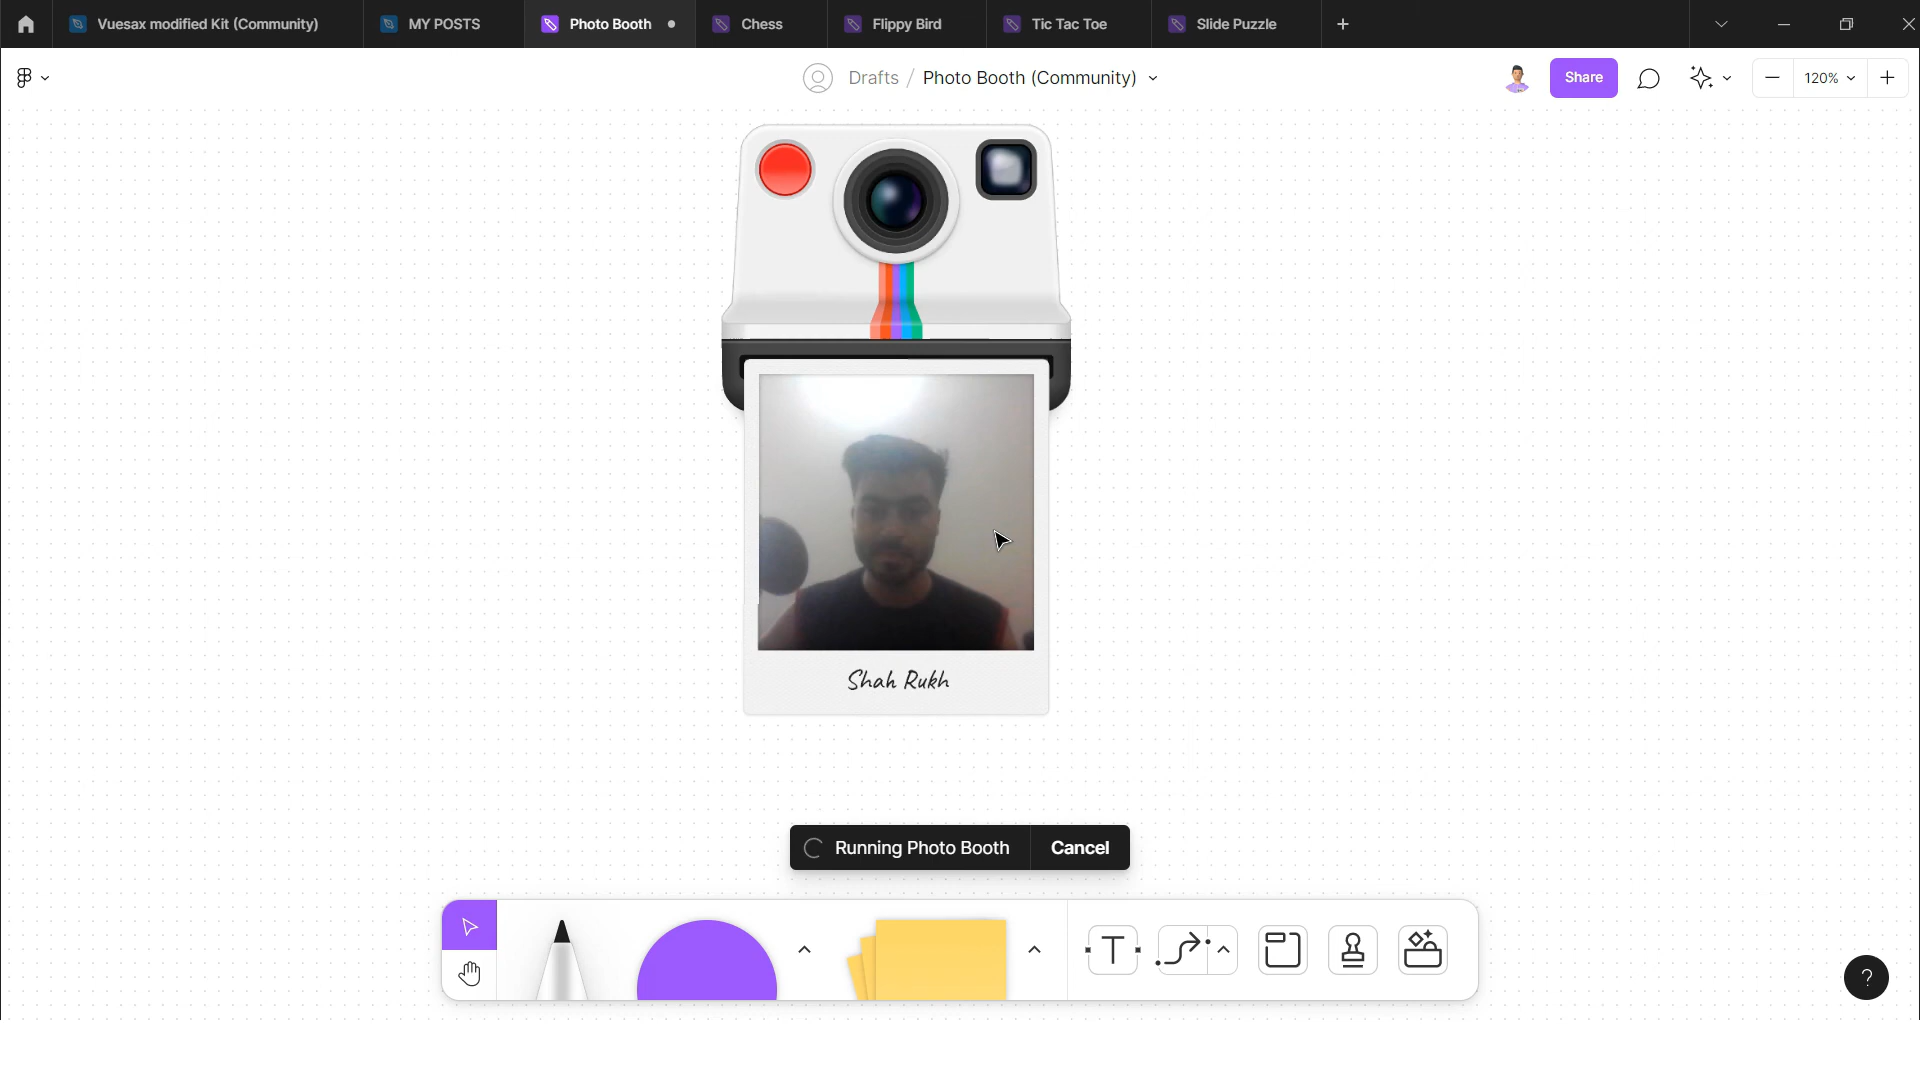 Vuesax modified Kit (Community)
MY POSTS
Photo Booth
Chess
Flippy Bird
Tic Tac Toe
Slide Puzzle
Drafts / Photo Booth (Community)
Share
120%
Shah Rukh
Running Photo Booth
Cancel
T
?